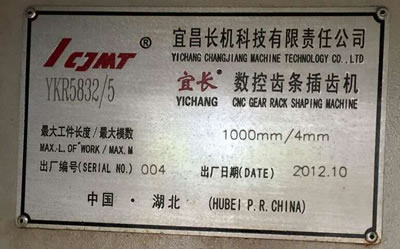 CJMT ®
宜昌长机科技有限责任公司
YICHANG CHANGJIANG MACHINE TECHNOLOGY CO., LTD.
YKR5832/5
宜长® 数控齿条插齿机
YICHANG CNC GEAR RACK SHAPING MACHINE
最大工件长度/最大模数 1000mm/4mm
MAX.-L. OF WORK / MAX. M
出厂编号(SERIAL NO.) 004 出厂日期(DATE) 2012.10
中国·湖北 (HUBEI P.R.CHINA)